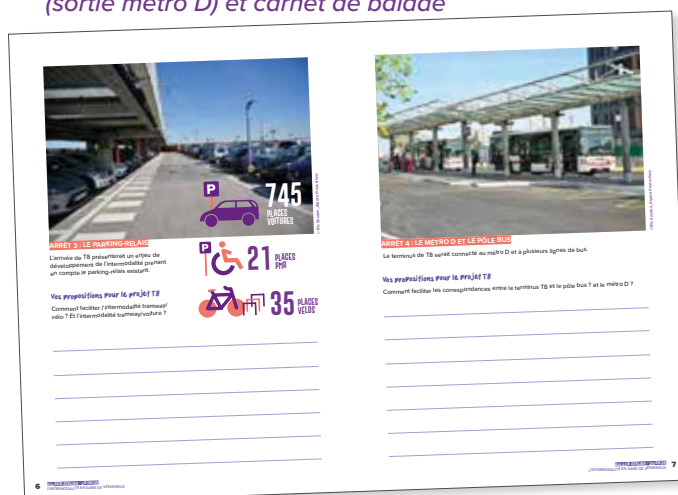 (sortie métro D) et carnet de balade
P
745
PLACES
VOITURES
ARRÊT 3 : LE PARKING-RELAIS
L'arrivée de T8 présenterait un enjeu de
développement de l'intermodalité prenant
en compte le parking-relais existant.
P
21 PLACES
PMR
Vos propositions pour le projet T8
Comment faciliter l'intermodalité tramway/
vélo ? Et l'intermodalité tramway/voiture ?
35 PLACES
VÉLOS
6
ARRÊT 4 : LE MÉTRO D ET LE PÔLE BUS
Le terminus de T8 serait connecté au métro D et à plusieurs lignes de bus.
Vos propositions pour le projet T8
Comment faciliter les correspondances entre le terminus T8 et le pôle bus ? et le métro D ?
7